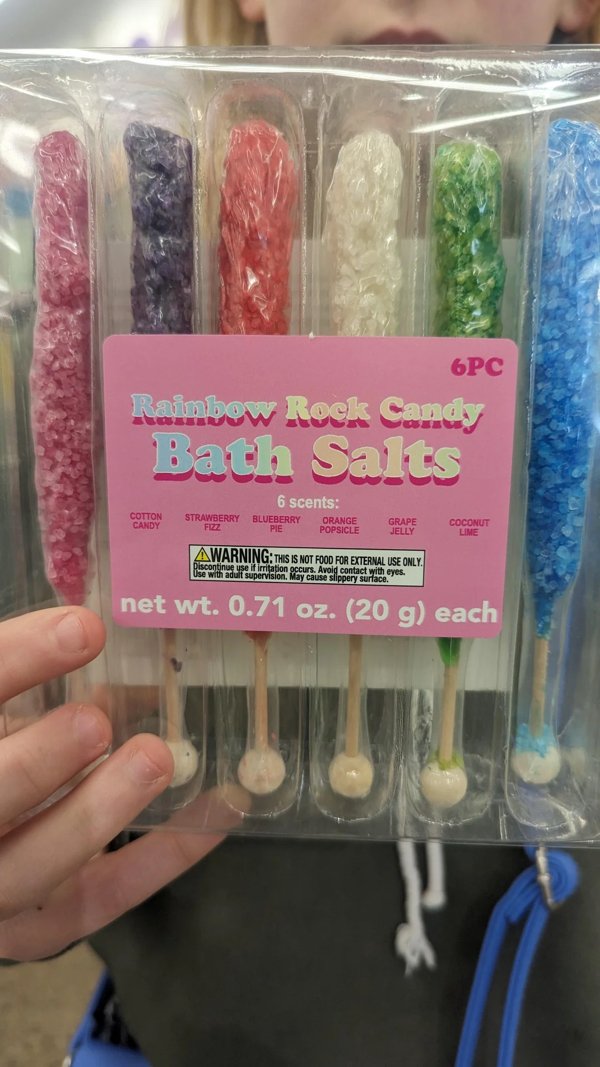 6PC
Rainbow Rock Candy
Bath Salts
6 scents:
COTTON CANDY
STRAWBERRY FIZZ
BLUEBERRY PIE
ORANGE POPSICLE
GRAPE JELLY
COCONUT LIME
WARNING: THIS IS NOT FOOD FOR EXTERNAL USE ONLY.
Discontinue use if irritation occurs. Avoid contact with eyes.
Use with adult supervision. May cause slippery surface.
net wt. 0.71 oz. (20 g) each